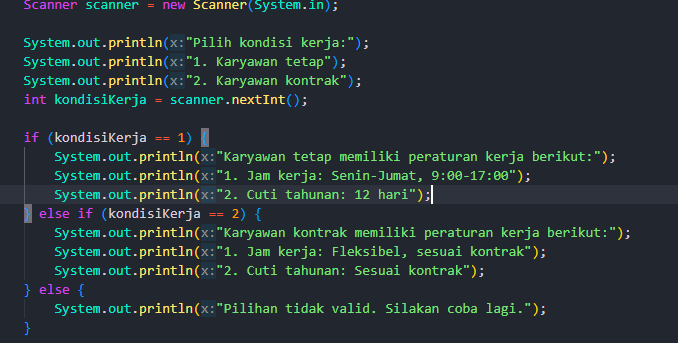 Scanner scanner = new Scanner(System.in);
System.out.println(x:"Pilih kondisi kerja:");
System.out.println(x:"1. Karyawan tetap");
System.out.println(x:"2. Karyawan kontrak");
int kondisiKerja = scanner.nextInt();
if (kondisiKerja == 1) {
System.out.println(x:"Karyawan tetap memiliki peraturan kerja berikut:");
System.out.println(x:"1. Jam kerja: Senin-Jumat, 9:00-17:00");
System.out.println(x:"2. Cuti tahunan: 12 hari");
} else if (kondisiKerja == 2) {
System.out.println(x:"Karyawan kontrak memiliki peraturan kerja berikut:");
System.out.println(x:"1. Jam kerja: Fleksibel, sesuai kontrak");
System.out.println(x:"2. Cuti tahunan: Sesuai kontrak");
} else {
System.out.println(x:"Pilihan tidak valid. Silakan coba lagi.");
}